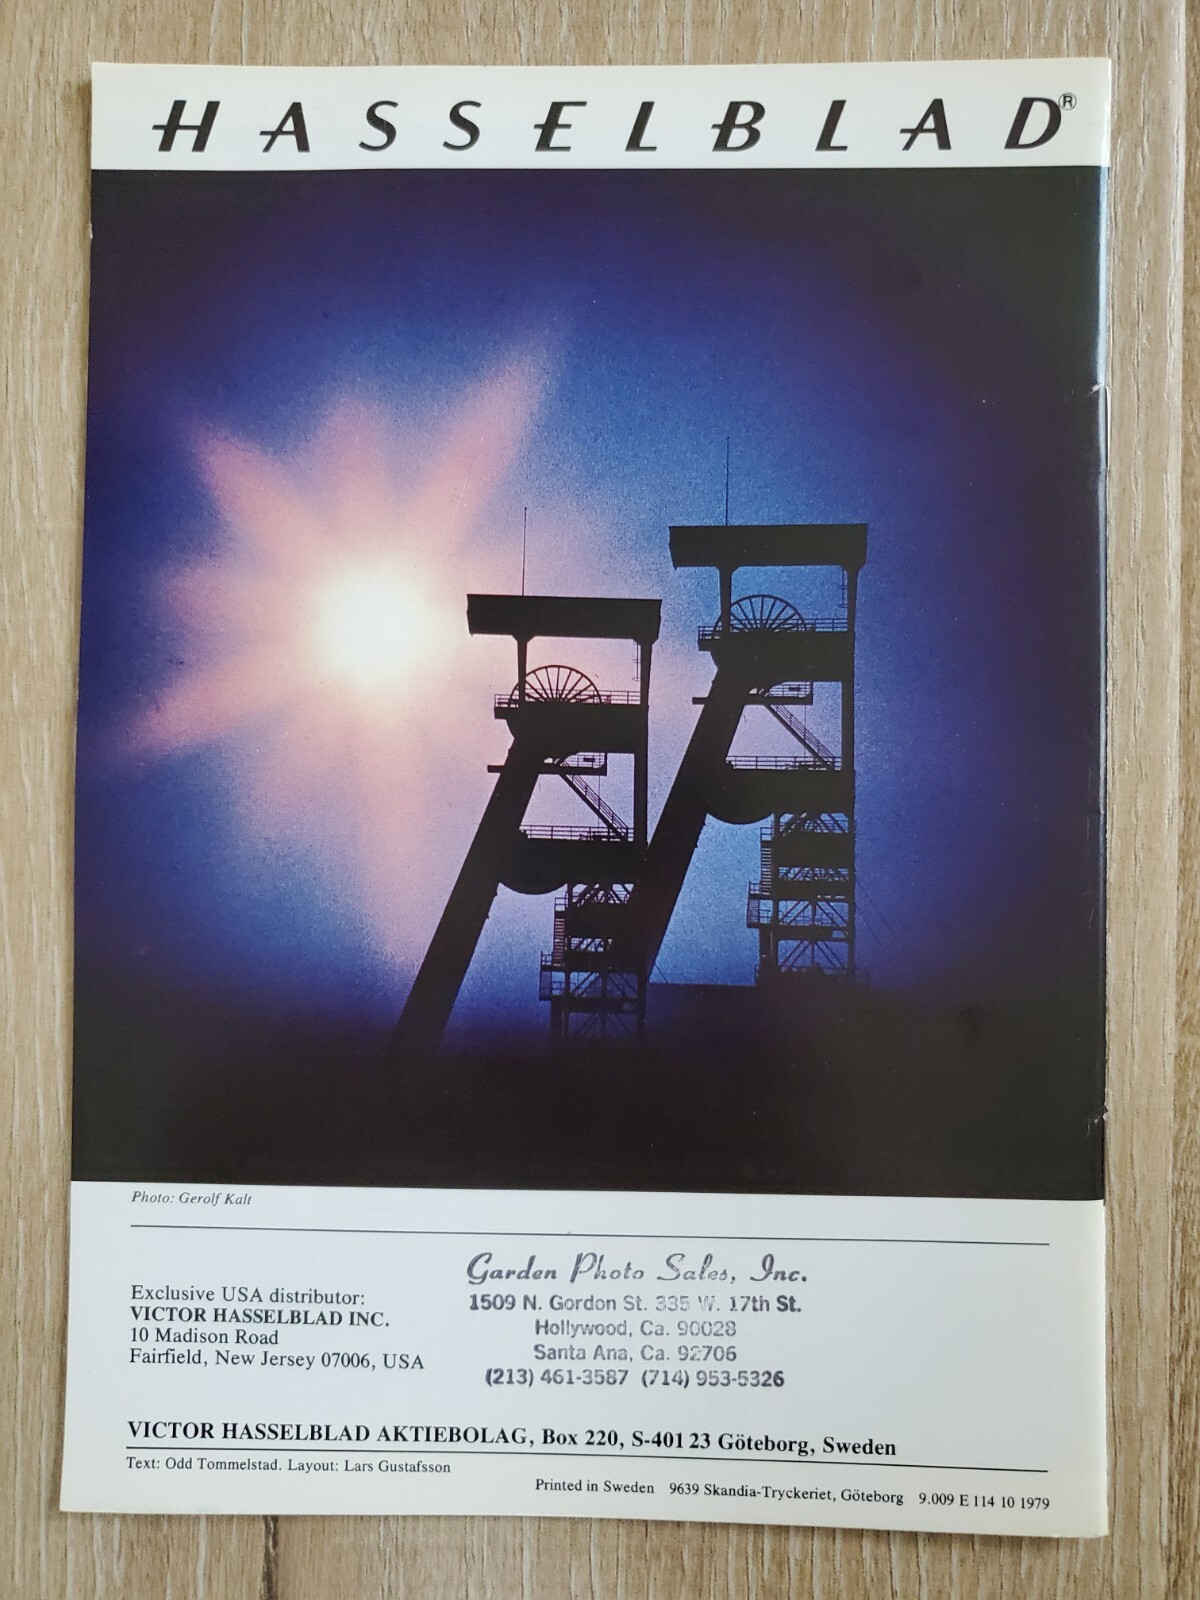 HASSELBLAD®
Photo: Gerolf Kalt
Exclusive USA distributor:
VICTOR HASSELBLAD INC.
10 Madison Road
Fairfield, New Jersey 07006, USA
Garden Photo Sales, Inc.
1509 N. Gordon St. 335 W. 17th St.
Hollywood, Ca. 90028
Santa Ana, Ca. 92706
(213) 461-3587 (714) 953-5326
VICTOR HASSELBLAD AKTIEBOLAG, Box 220, S-401 23 Göteborg, Sweden
Text: Odd Tommelstad. Layout: Lars Gustafsson
Printed in Sweden 9639 Skandia-Tryckeriet, Göteborg 9.009 E 114 10 1979